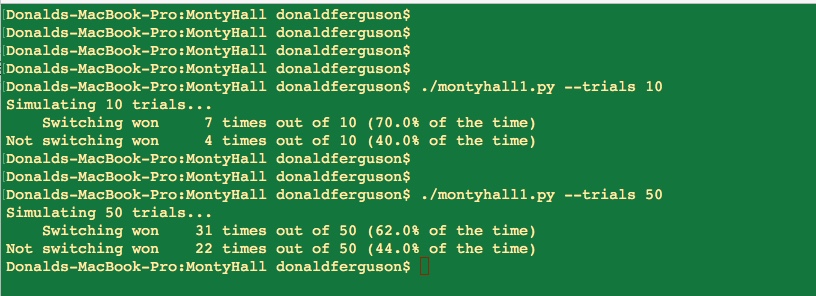 Donalds-MacBook-Pro:MontyHall donaldferguson$
Donalds-MacBook-Pro:MontyHall donaldferguson$
Donalds-MacBook-Pro:MontyHall donaldferguson$
Donalds-MacBook-Pro:MontyHall donaldferguson$
Donalds-MacBook-Pro:MontyHall donaldferguson$ ./montyhall1.py --trials 10
Simulating 10 trials...
    Switching won     7 times out of 10 (70.0% of the time)
Not switching won     4 times out of 10 (40.0% of the time)
Donalds-MacBook-Pro:MontyHall donaldferguson$
Donalds-MacBook-Pro:MontyHall donaldferguson$
Donalds-MacBook-Pro:MontyHall donaldferguson$ ./montyhall1.py --trials 50
Simulating 50 trials...
    Switching won    31 times out of 50 (62.0% of the time)
Not switching won    22 times out of 50 (44.0% of the time)
Donalds-MacBook-Pro:MontyHall donaldferguson$